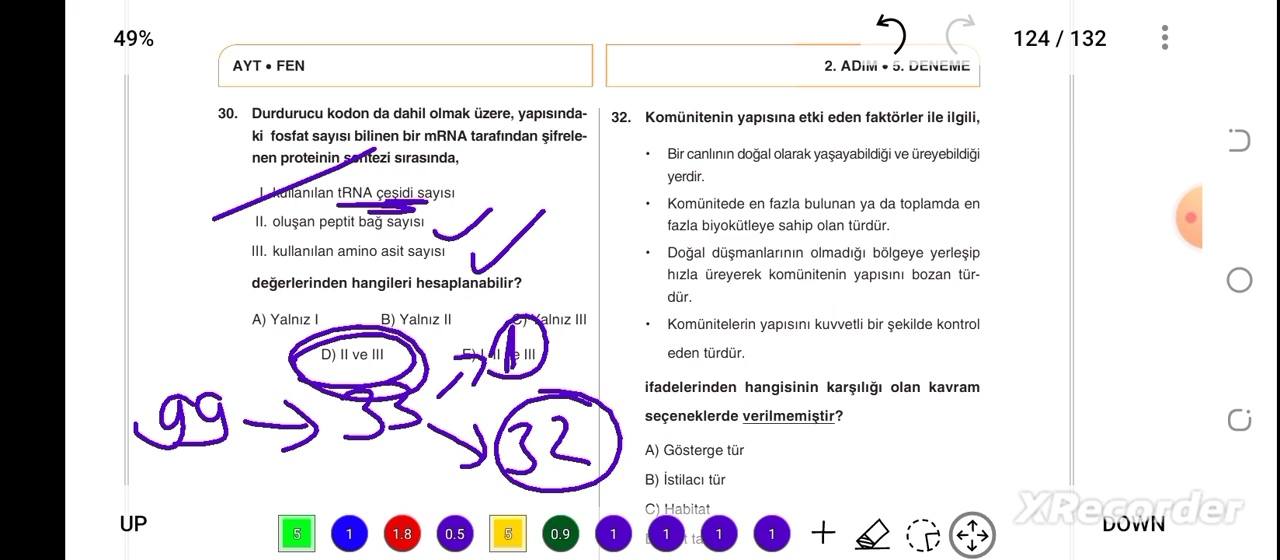 49%
124 / 132
AYT • FEN
2. ADIM • 5. DENEME
30. Durdurucu kodon da dahil olmak üzere, yapısında-
ki fosfat sayısı bilinen bir mRNA tarafından şifrele-
nen proteinin sentezi sırasında,
I. kullanılan tRNA çeşidi sayısı
II. oluşan peptit bağ sayısı
III. kullanılan amino asit sayısı
değerlerinden hangileri hesaplanabilir?
A) Yalnız I B) Yalnız II C) Yalnız III
D) II ve III E) I, II ve III
1
99 33
32
32. Komünitenin yapısına etki eden faktörler ile ilgili,
• Bir canlının doğal olarak yaşayabildiği ve üreyebildiği
yerdir.
• Komünitede en fazla bulunan ya da toplamda en
fazla biyokütleye sahip olan türdür.
• Doğal düşmanlarının olmadığı bölgeye yerleşip
hızla üreyerek komünitenin yapısını bozan tür-
dür.
• Komünitelerin yapısını kuvvetli bir şekilde kontrol
eden türdür.
ifadelerinden hangisinin karşılığı olan kavram
seçeneklerde verilmemiştir?
A) Gösterge tür
B) İstilacı tür
C) Habitat
UP
5 1 1.8 0.5 5 0.9 1 1 1 1
XRecorder
DOWN